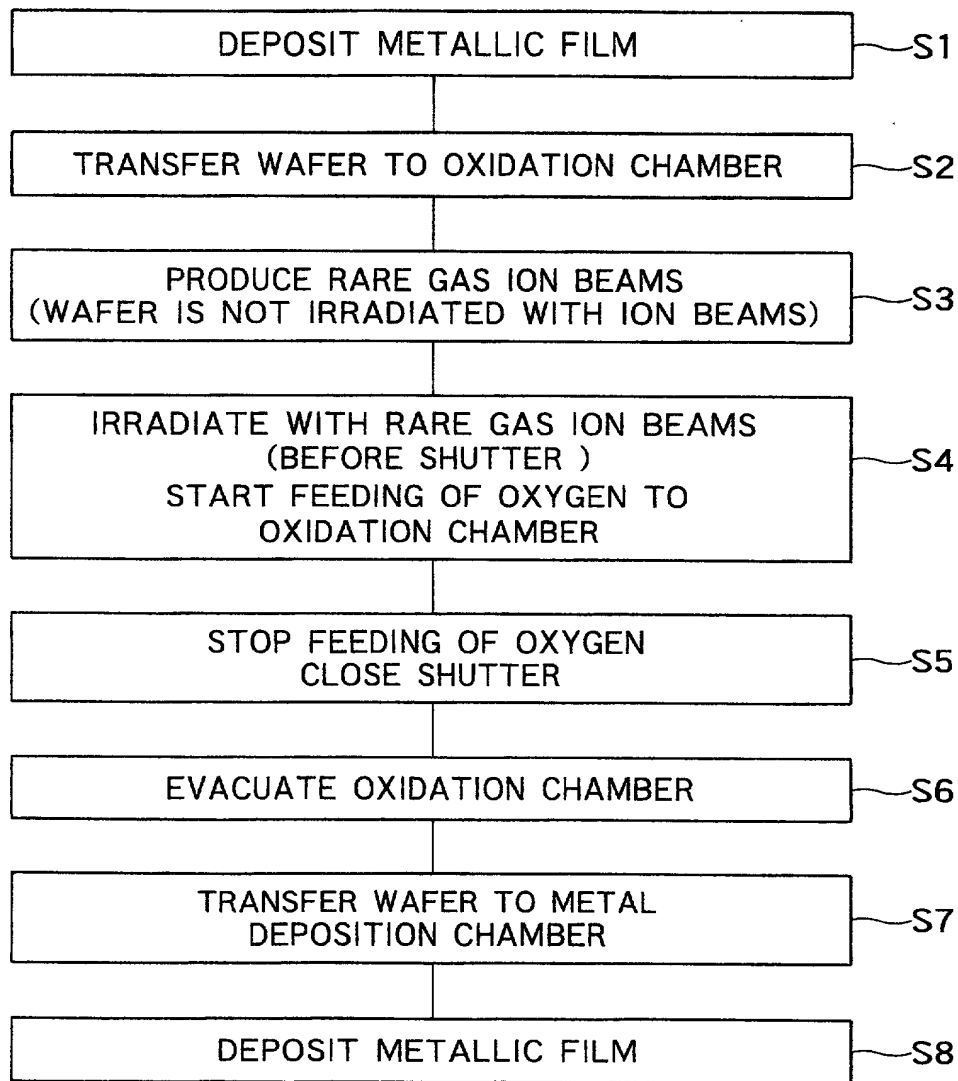 DEPOSIT METALLIC FILM S1
TRANSFER WAFER TO OXIDATION CHAMBER S2
PRODUCE RARE GAS ION BEAMS
(WAFER IS NOT IRRADIATED WITH ION BEAMS) S3
IRRADIATE WITH RARE GAS ION BEAMS
(BEFORE SHUTTER ) S4
START FEEDING OF OXYGEN TO
OXIDATION CHAMBER
STOP FEEDING OF OXYGEN
CLOSE SHUTTER S5
EVACUATE OXIDATION CHAMBER S6
TRANSFER WAFER TO METAL
DEPOSITION CHAMBER S7
DEPOSIT METALLIC FILM S8